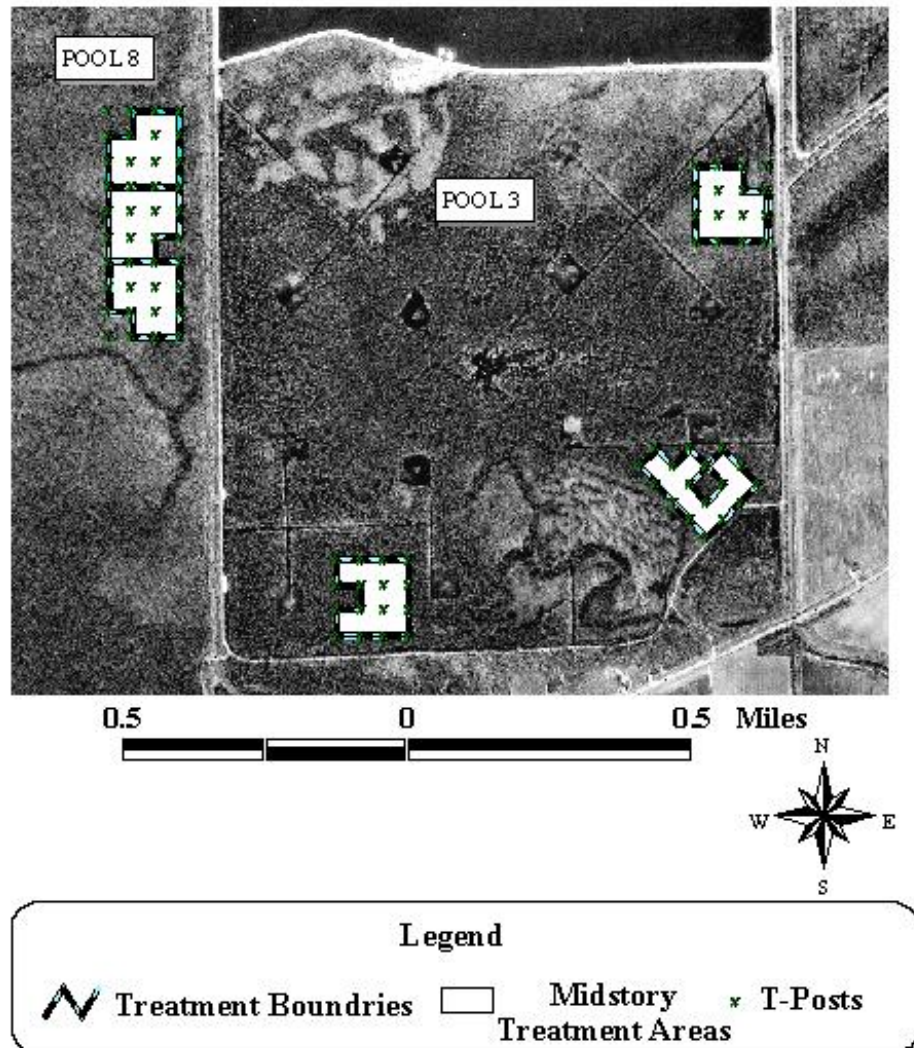 POOL 8
POOL 3
0.5 0 0.5 Miles
N
W E
S
Legend
Treatment Boundries Midstory Treatment Areas T-Posts